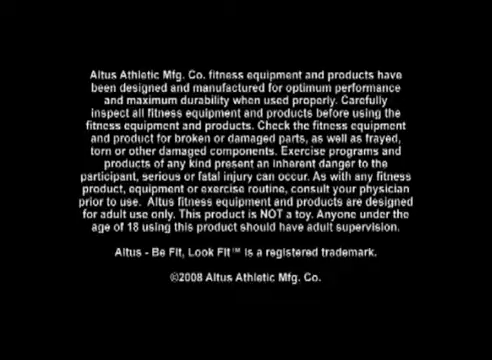 Altus Athletic Mfg. Co. fitness equipment and products have
been designed and manufactured for optimum performance
and maximum durability when used properly. Carefully
inspect all fitness equipment and products before using the
fitness equipment and products. Check the fitness equipment
and product for broken or damaged parts, as well as frayed,
torn or other damaged components. Exercise programs and
products of any kind present an inherent danger to the
participant, serious or fatal injury can occur. As with any fitness
product, equipment or exercise routine, consult your physician
prior to use. Altus fitness equipment and products are designed
for adult use only. This product is NOT a toy. Anyone under the
age of 18 using this product should have adult supervision.
Altus - Be Fit, Look Fit™ is a registered trademark.
©2008 Altus Athletic Mfg. Co.